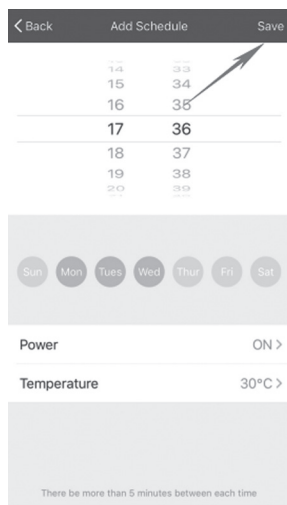 Back Add Schedule Save
14 33
15 34
16 35
17 36
18 37
19 38
20 39
Sun Mon Tues Wed Thur Fri Sat
Power ON
Temperature 30°C
There be more than 5 minutes between each time